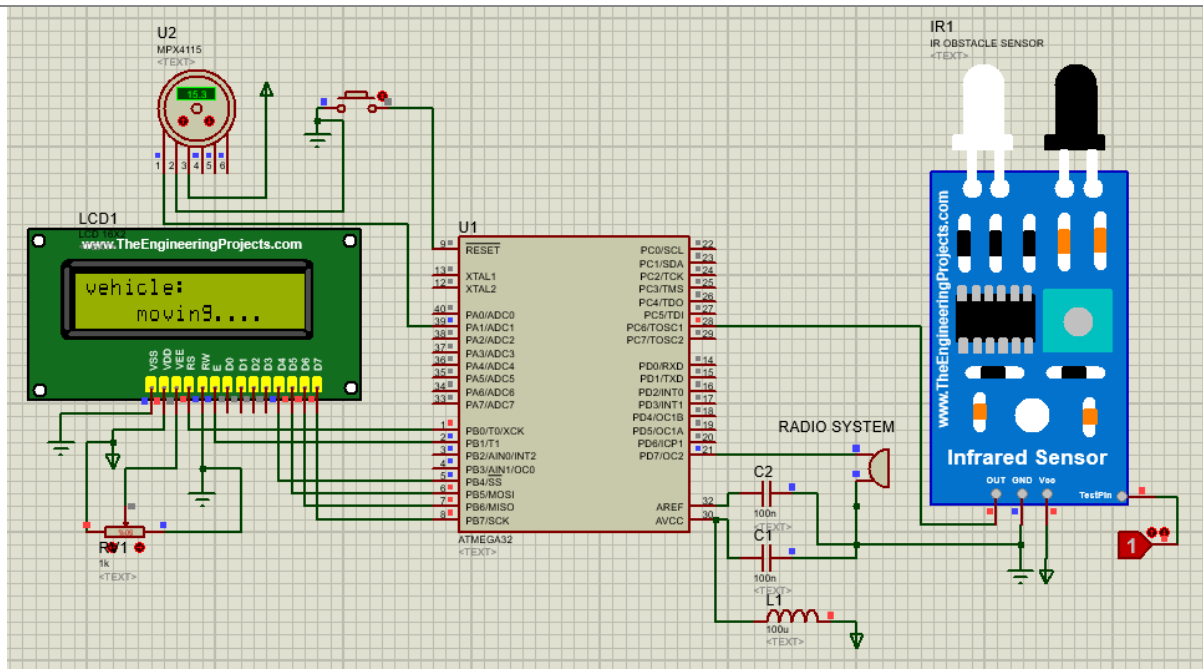 U2
MPX4115
<TEXT>
15.3
1 2 3 4 5 6
LCD1
www.TheEngineeringProjects.com
vehicle:
moving....
VSS VDD VEE RS RW E D0 D1 D2 D3 D4 D5 D6 D7
RV1
1k
<TEXT>
U1
9 RESET
13 XTAL1
12 XTAL2
40 PA0/ADC0
39 PA1/ADC1
38 PA2/ADC2
37 PA3/ADC3
36 PA4/ADC4
35 PA5/ADC5
34 PA6/ADC6
33 PA7/ADC7
1 PB0/T0/XCK
2 PB1/T1
3 PB2/AIN0/INT2
4 PB3/AIN1/OC0
5 PB4/SS
6 PB5/MOSI
7 PB6/MISO
8 PB7/SCK
PC0/SCL 22
PC1/SDA 23
PC2/TCK 24
PC3/TMS 25
PC4/TDO 26
PC5/TDI 27
PC6/TOSC1 28
PC7/TOSC2 29
PD0/RXD 14
PD1/TXD 15
PD2/INT0 16
PD3/INT1 17
PD4/OC1B 18
PD5/OC1A 19
PD6/ICP1 20
PD7/OC2 21
AREF 32
AVCC 30
ATMEGA32
<TEXT>
RADIO SYSTEM
C2
100n
<TEXT>
C1
100n
<TEXT>
L1
100u
<TEXT>
IR1
IR OBSTACLE SENSOR
<TEXT>
www.TheEngineeringProjects.com
Infrared Sensor
OUT GND Vcc
TestPin
1